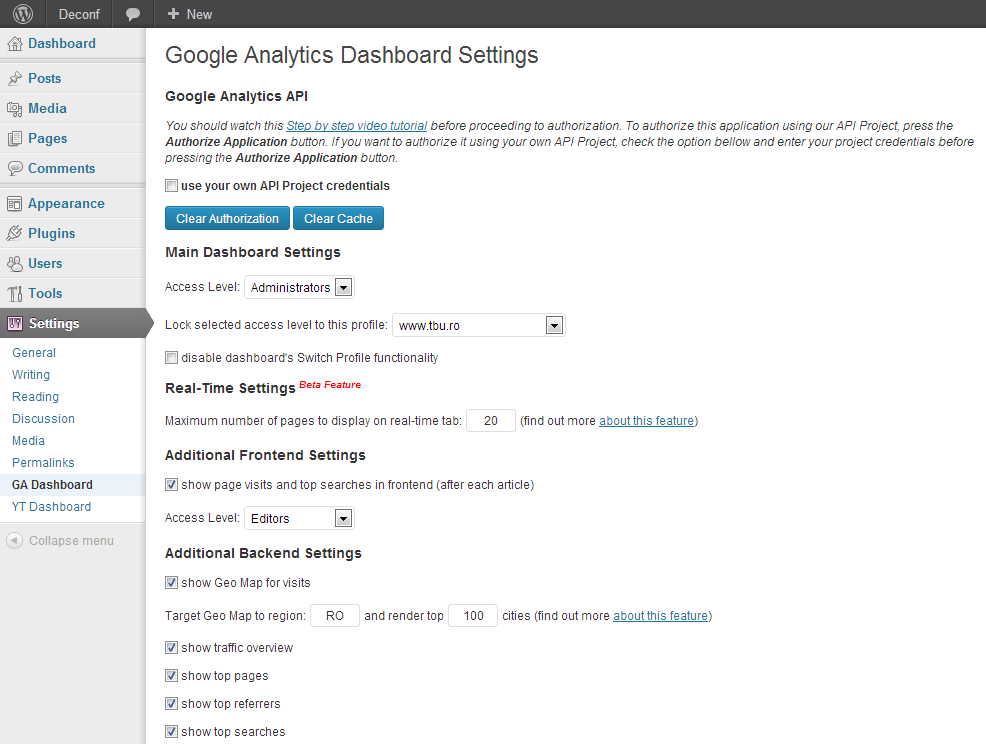 Deconf
New
Dashboard
Posts
Media
Pages
Comments
Appearance
Plugins
Users
Tools
Settings
General
Writing
Reading
Discussion
Media
Permalinks
GA Dashboard
YT Dashboard
Collapse menu
Google Analytics Dashboard Settings
Google Analytics API
You should watch this Step by step video tutorial before proceeding to authorization. To authorize this application using our API Project, press the
Authorize Application button. If you want to authorize it using your own API Project, check the option bellow and enter your project credentials before
pressing the Authorize Application button.
use your own API Project credentials
Clear Authorization Clear Cache
Main Dashboard Settings
Access Level: Administrators
Lock selected access level to this profile: www.tbu.ro
disable dashboard's Switch Profile functionality
Real-Time Settings Beta Feature
Maximum number of pages to display on real-time tab: 20 (find out more about this feature)
Additional Frontend Settings
show page visits and top searches in frontend (after each article)
Access Level: Editors
Additional Backend Settings
show Geo Map for visits
Target Geo Map to region: RO and render top 100 cities (find out more about this feature)
show traffic overview
show top pages
show top referrers
show top searches